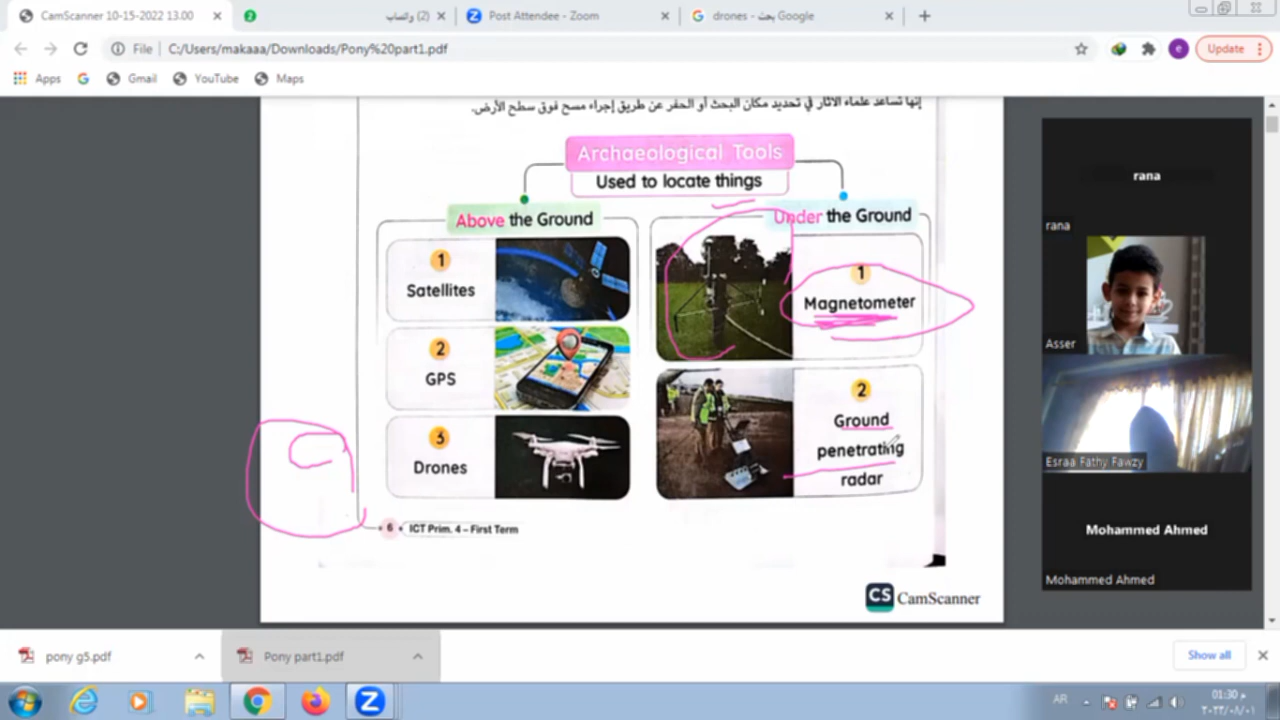 CamScanner 10-15-2022 13.00
(2) واتساب
Post Attendee - Zoom
drones - بحث Google
File
C:/Users/makaaa/Downloads/Pony%20part1.pdf
e
Update
Apps
Gmail
YouTube
Maps
إنها تساعد علماء الآثار في تحديد مكان البحث أو الحفر عن طريق إجراء مسح فوق سطح الأرض.
Archaeological Tools
Used to locate things
Above the Ground
1
Satellites
2
GPS
3
Drones
Under the Ground
1
Magnetometer
2
Ground
penetrating
radar
6 • ICT Prim. 4 – First Term
CS CamScanner
rana
rana
Asser
Esraa Fathy Fawzy
Mohammed Ahmed
Mohammed Ahmed
pony g5.pdf
Pony part1.pdf
Show all
AR
01:30 م
٢٠٢٣/٠٨/٠١